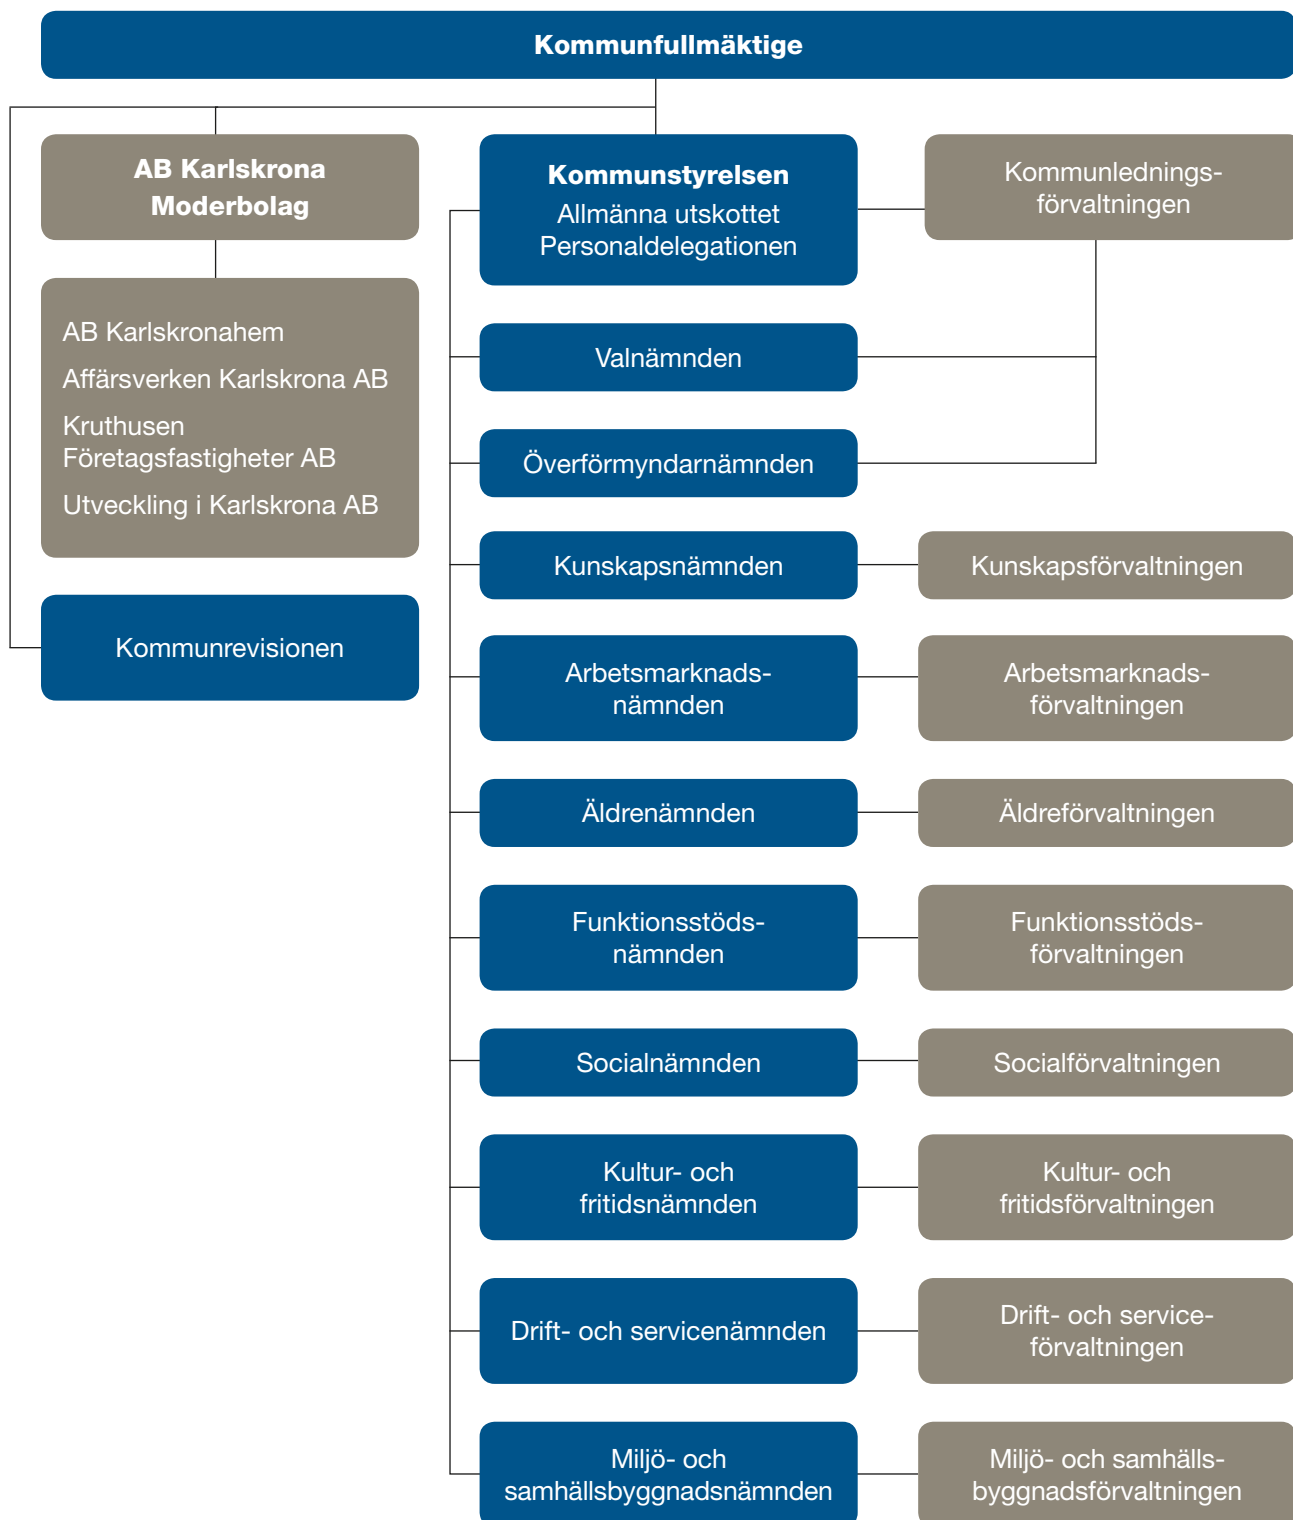 Kommunfullmäktige
AB Karlskrona
Moderbolag
AB Karlskronahem
Affärsverken Karlskrona AB
Kruthusen
Företagsfastigheter AB
Utveckling i Karlskrona AB
Kommunrevisionen
Kommunstyrelsen
Allmänna utskottet
Personaldelegationen
Kommunlednings-
förvaltningen
Valnämnden
Överförmyndarnämnden
Kunskapsnämnden
Kunskapsförvaltningen
Arbetsmarknads-
nämnden
Arbetsmarknads-
förvaltningen
Äldrenämnden
Äldreförvaltningen
Funktionsstöds-
nämnden
Funktionsstöds-
förvaltningen
Socialnämnden
Socialförvaltningen
Kultur- och
fritidsnämnden
Kultur- och
fritidsförvaltningen
Drift- och servicenämnden
Drift- och service-
förvaltningen
Miljö- och
samhällsbyggnadsnämnden
Miljö- och samhälls-
byggnadsförvaltningen